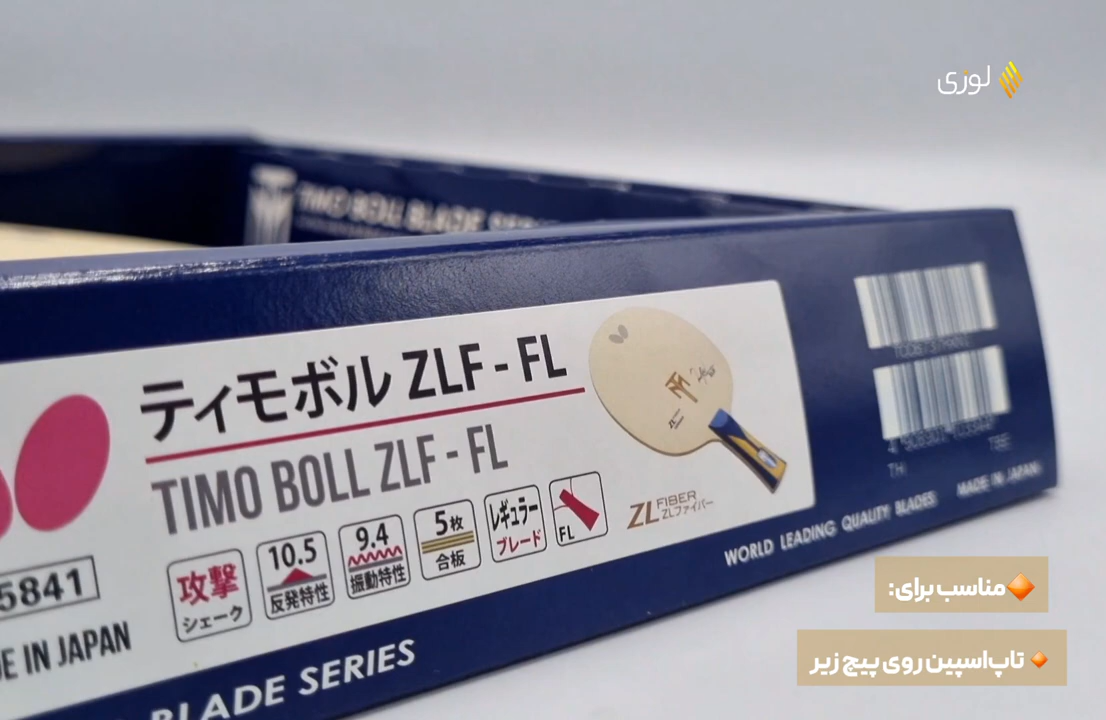 لوزی
TIMO BOLL BLADE SERI
ティモボル ZLF - FL
TIMO BOLL ZLF - FL
攻撃
シェーク
10.5
反発特性
9.4
振動特性
5枚
合板
レギュラー
ブレード
FL
ZL FIBER
ZLファイバー
5841
E IN JAPAN
BLADE SERIES
WORLD LEADING QUALITY BLADES
MADE IN JAPAN
مناسب برای:
تاپ‌اسپین روی پیچ زیر